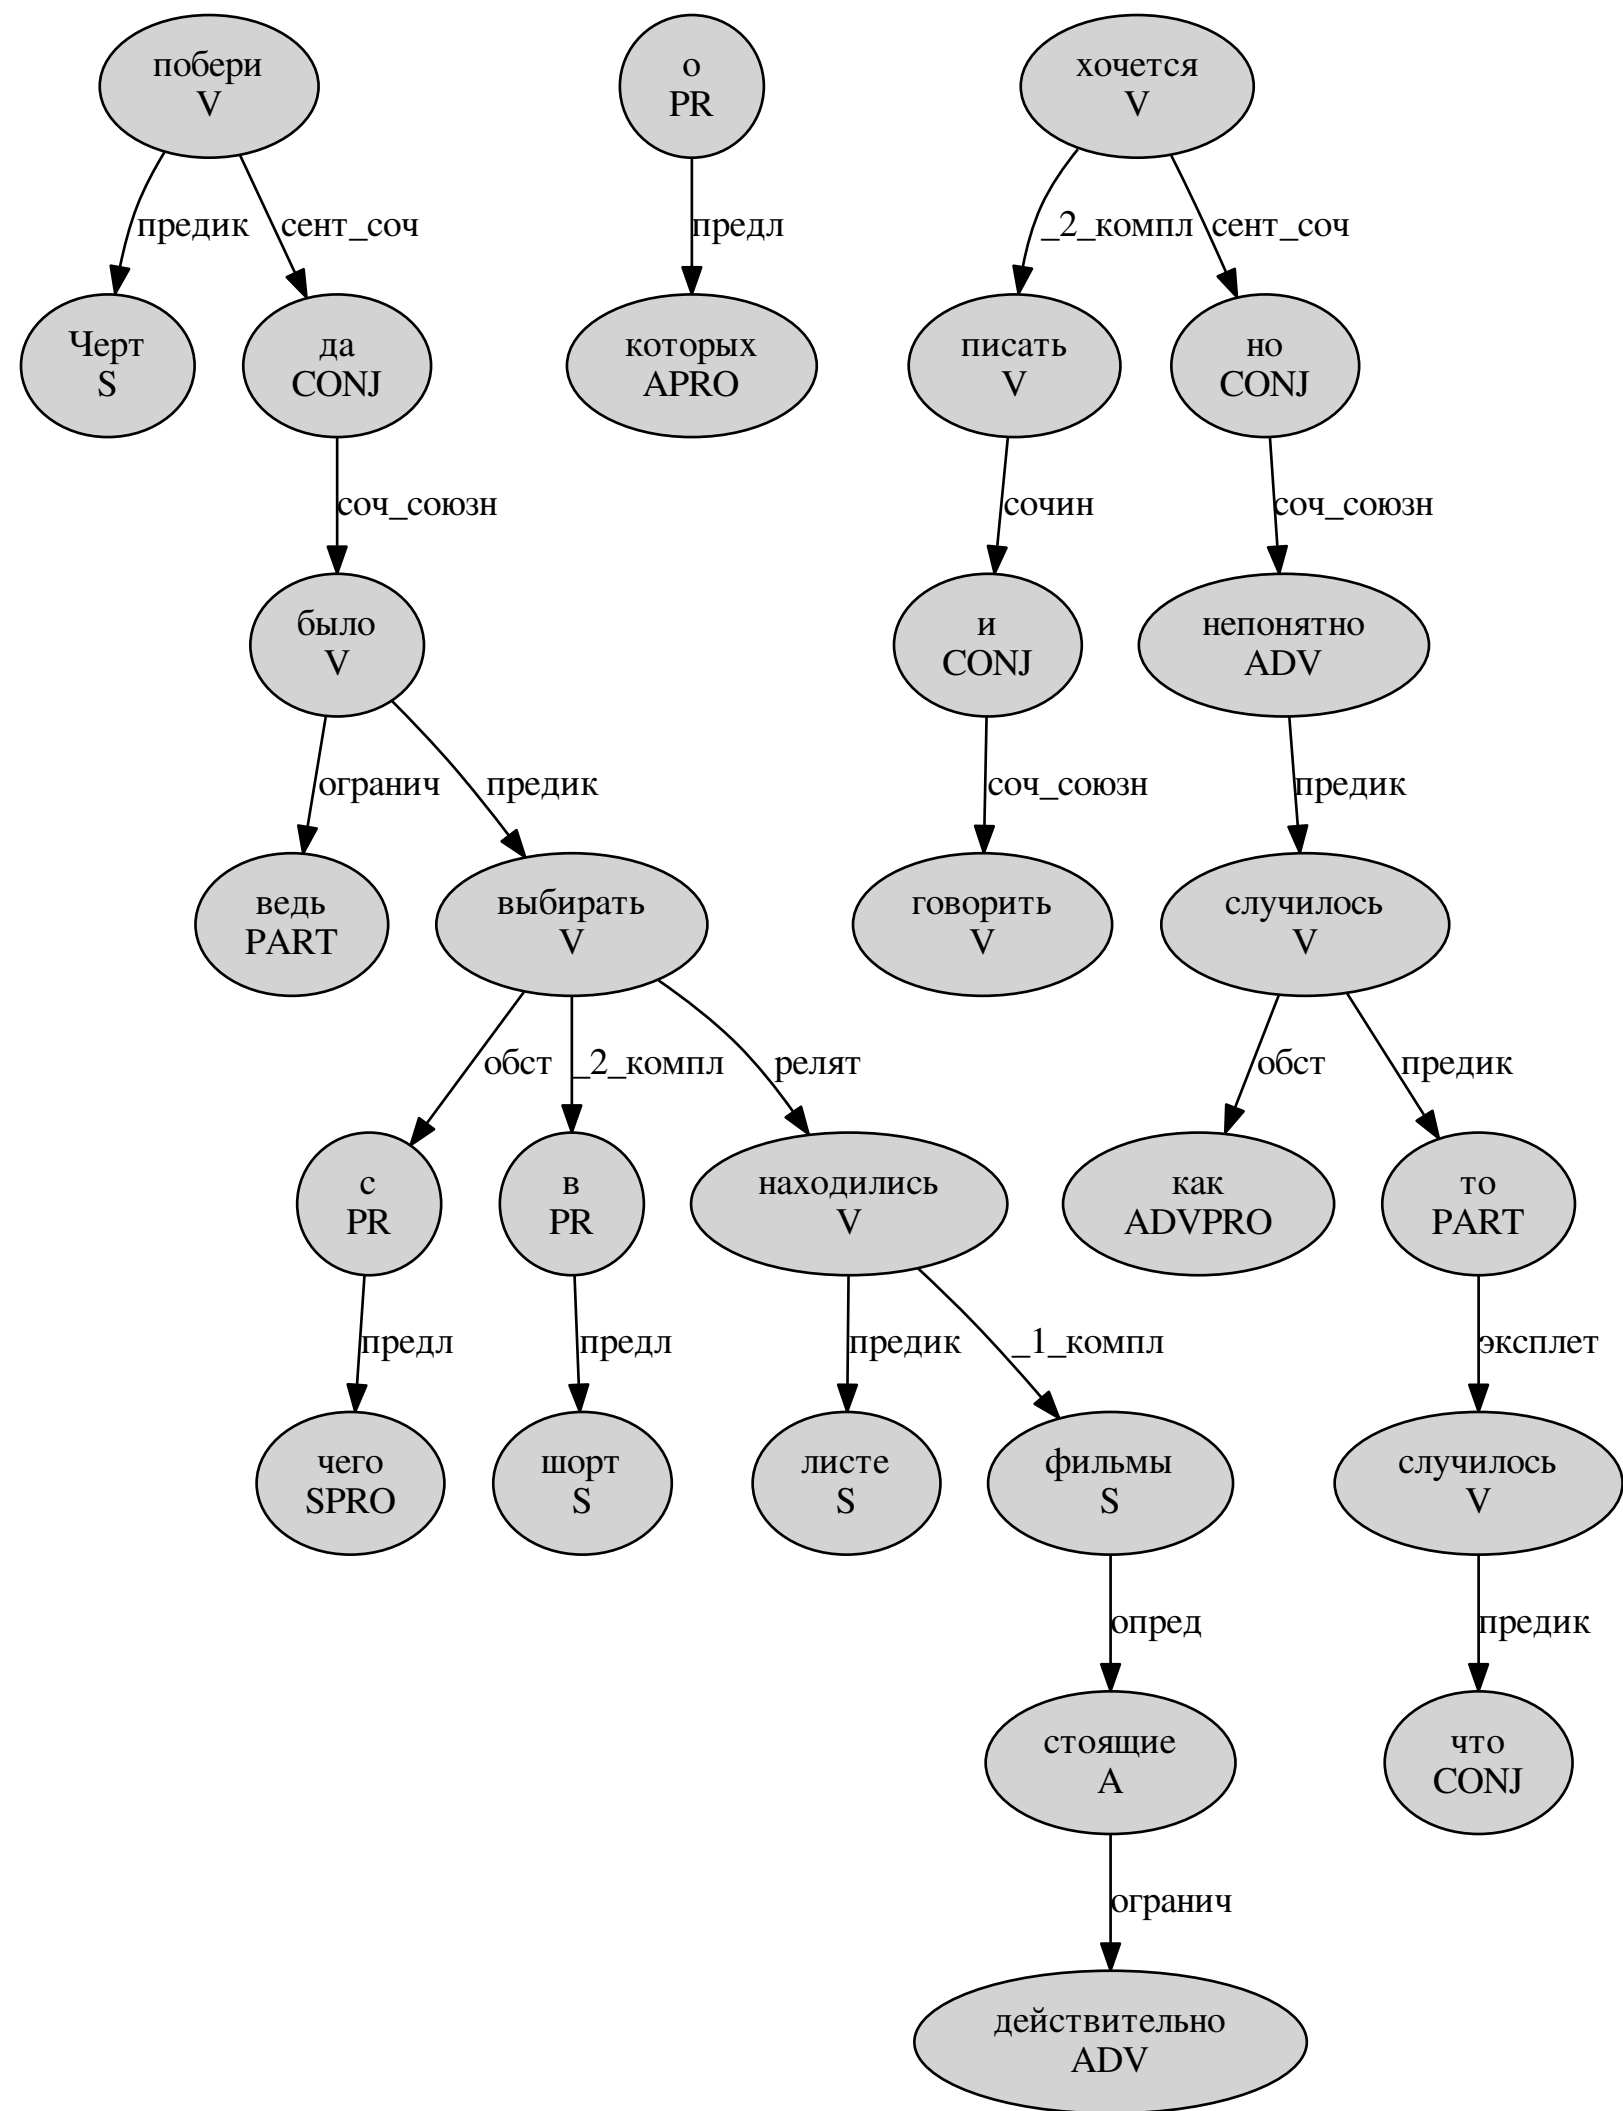 побери
V
о
PR
хочется
V
предик
сент_соч
предл
_2_компл
сент_соч
Черт
S
да
CONJ
которых
APRO
писать
V
но
CONJ
соч_союзн
сочин
соч_союзн
было
V
и
CONJ
непонятно
ADV
огранич
предик
соч_союзн
предик
ведь
PART
выбирать
V
говорить
V
случилось
V
обст
_2_компл
релят
обст
предик
с
PR
в
PR
находились
V
как
ADVPRO
то
PART
предл
предл
предик
_1_компл
эксплет
чего
SPRO
шорт
S
листе
S
фильмы
S
случилось
V
опред
предик
стоящие
A
что
CONJ
огранич
действительно
ADV